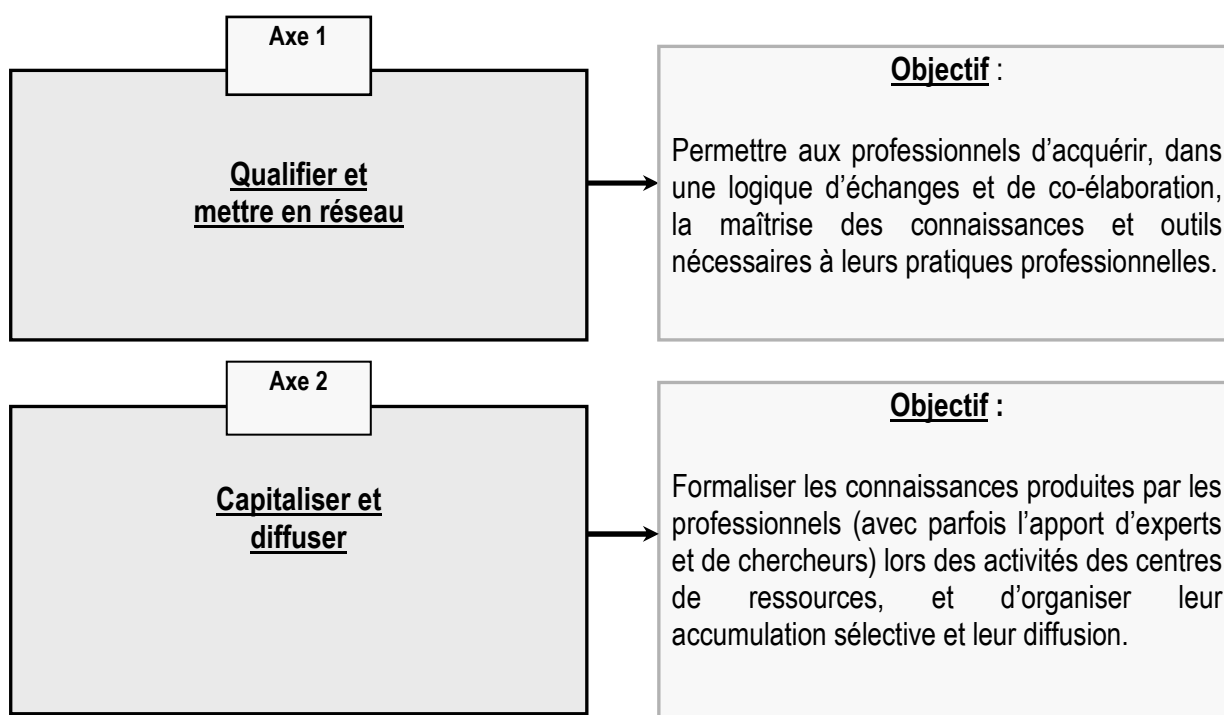 Axe 1
Qualifier et
mettre en réseau
Objectif :
Permettre aux professionnels d’acquérir, dans
une logique d’échanges et de co-élaboration,
la maîtrise des connaissances et outils
nécessaires à leurs pratiques professionnelles.
Axe 2
Capitaliser et
diffuser
Objectif :
Formaliser les connaissances produites par les
professionnels (avec parfois l’apport d’experts
et de chercheurs) lors des activités des centres
de ressources, et d’organiser leur
accumulation sélective et leur diffusion.